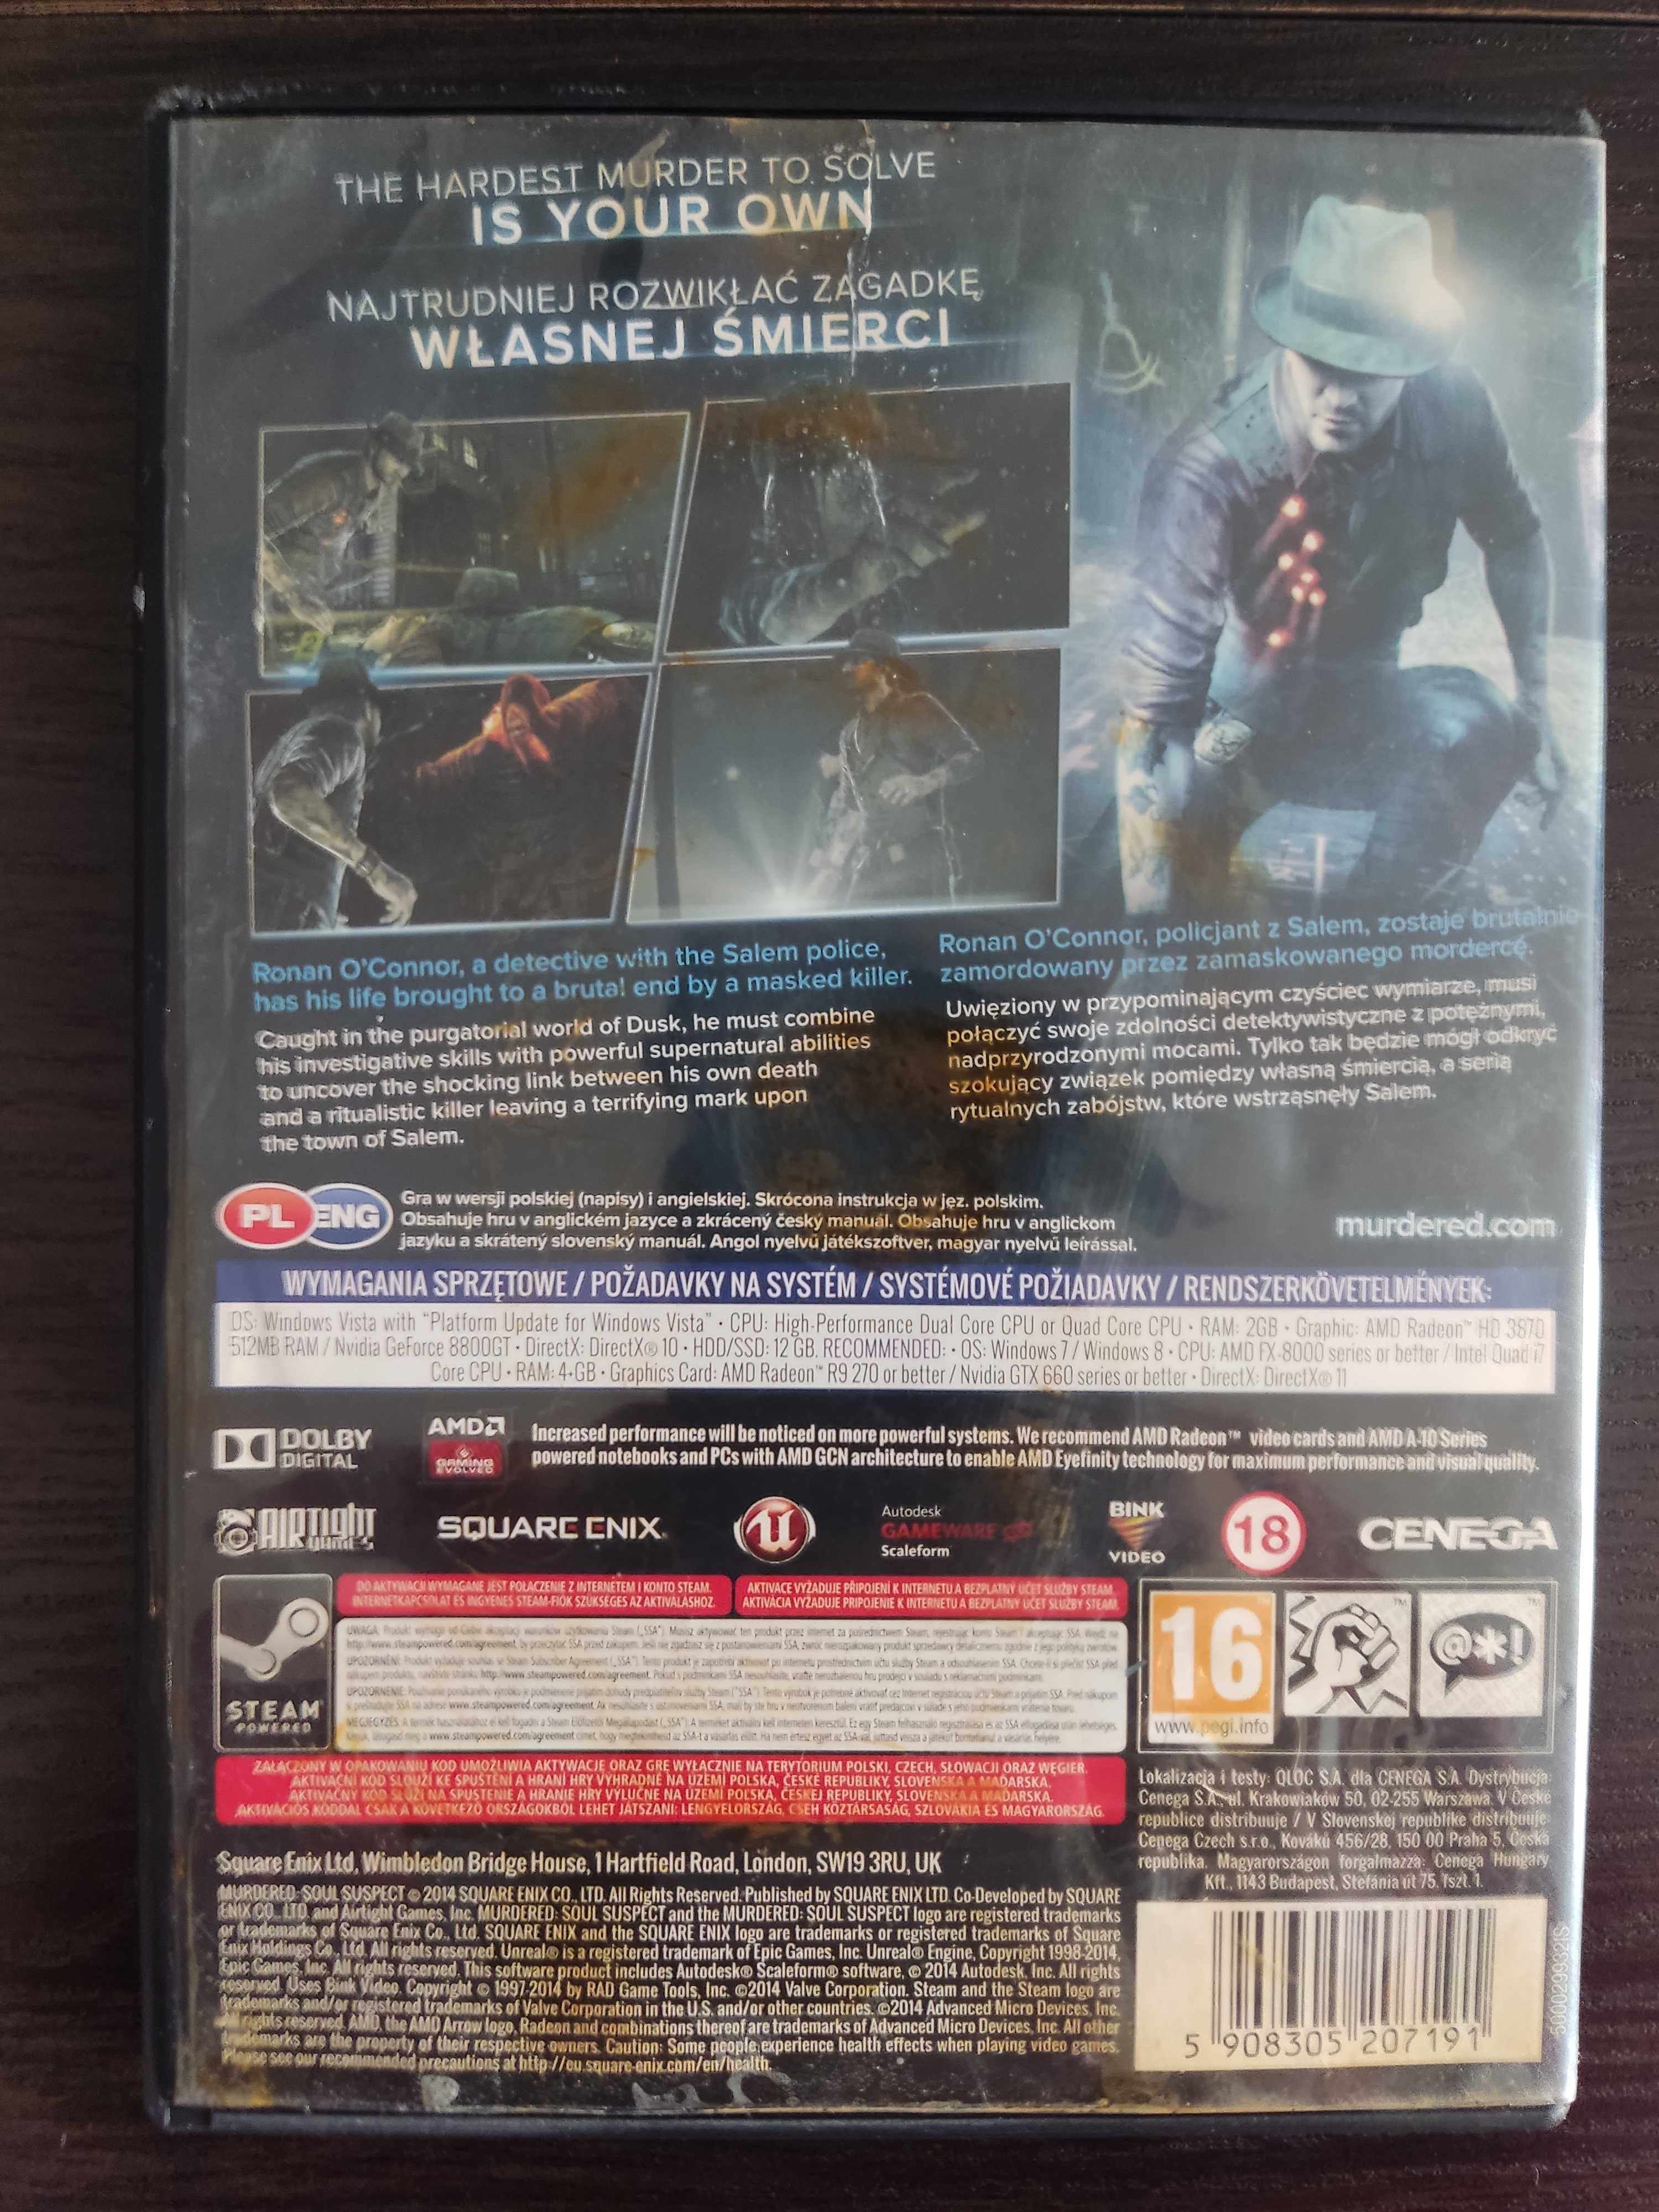 THE HARDEST MURDER TO SOLVE
IS YOUR OWN
NAJTRUDNIEJ ROZWIKŁAĆ ZAGADKĘ
WŁASNEJ ŚMIERCI
Ronan O'Connor, a detective with the Salem police,
has his life brought to a brutal end by a masked killer.
Caught in the purgatorial world of Dusk, he must combine
his investigative skills with powerful supernatural abilities
to uncover the shocking link between his own death
and a ritualistic killer leaving a terrifying mark upon
the town of Salem.
Ronan O'Connor, policjant z Salem, zostaje brutalnie
zamordowany przez zamaskowanego mordercę.
Uwięziony w przypominającym czyściec wymiarze, musi
połączyć swoje zdolności detektywistyczne z potężnymi,
nadprzyrodzonymi mocami. Tylko tak będzie mógł odkryć
szokujący związek pomiędzy własną śmiercią, a serią
rytualnych zabójstw, które wstrząsnęły Salem.
PL ENG
Gra w wersji polskiej (napisy) i angielskiej. Skrócona instrukcja w jęz. polskim.
Obsahuje hru v anglickém jazyce a zkrácený český manuál. Obsahuje hru v anglickom
jazyku a skrátený slovenský manuál. Angol nyelvű játékszoftver, magyar nyelvű leírással.
murdered.com
WYMAGANIA SPRZĘTOWE / POŽADAVKY NA SYSTÉM / SYSTÉMOVÉ POŽIADAVKY / RENDSZERKÖVETELMÉNYEK:
OS: Windows Vista with "Platform Update for Windows Vista" • CPU: High-Performance Dual Core CPU or Quad Core CPU • RAM: 2GB • Graphic: AMD Radeon™ HD 3870
512MB RAM / Nvidia GeForce 8800GT • DirectX: DirectX® 10 • HDD/SSD: 12 GB. RECOMMENDED: • OS: Windows 7 / Windows 8 • CPU: AMD FX-8000 series or better / Intel Quad i7
Core CPU • RAM: 4+GB • Graphics Card: AMD Radeon™ R9 270 or better / Nvidia GTX 660 series or better • DirectX: DirectX® 11
DOLBY
DIGITAL
AMD
GAMING
EVOLVED
Increased performance will be noticed on more powerful systems. We recommend AMD Radeon™ video cards and AMD A-10 Series
powered notebooks and PCs with AMD GCN architecture to enable AMD Eyefinity technology for maximum performance and visual quality.
AIRTIGHT
GAMES
SQUARE ENIX
Autodesk
GAMEWARE
Scaleform
BINK
VIDEO
18
CENEGA
STEAM
POWERED
DO AKTYWACJI WYMAGANE JEST POŁĄCZENIE Z INTERNETEM I KONTO STEAM.
INTERNETKAPCSOLAT ÉS INGYENES STEAM-FIÓK SZÜKSÉGES AZ AKTIVÁLÁSHOZ.
AKTIVACE VYŽADUJE PŘIPOJENÍ K INTERNETU A BEZPLATNÝ ÚČET SLUŽBY STEAM.
AKTIVÁCIA VYŽADUJE PRIPOJENIE K INTERNETU A BEZPLATNÝ ÚČET SLUŽBY STEAM.
ZAŁĄCZONY W OPAKOWANIU KOD UMOŻLIWIA AKTYWACJĘ ORAZ GRĘ WYŁĄCZNIE NA TERYTORIUM POLSKI, CZECH, SŁOWACJI ORAZ WĘGIER.
AKTIVAČNÍ KÓD SLOUŽÍ KE SPUŠTĚNÍ A HRANÍ HRY VÝHRADNĚ NA ÚZEMÍ POLSKA, ČESKÉ REPUBLIKY, SLOVENSKA A MAĎARSKA.
AKTIVAČNÝ KÓD SLÚŽI NA SPUSTENIE A HRANIE HRY VÝLUČNE NA ÚZEMÍ POLSKA, ČESKEJ REPUBLIKY, SLOVENSKA A MAĎARSKA.
AKTIVÁCIÓS KÓDDAL CSAK A KÖVETKEZŐ ORSZÁGOKBÓL LEHET JÁTSZANI: LENGYELORSZÁG, CSEH KÖZTÁRSASÁG, SZLOVÁKIA ÉS MAGYARORSZÁG.
16
www.pegi.info
@*!
Lokalizacja i testy: QLOC S.A. dla CENEGA S.A. Dystrybucja:
Cenega S.A., ul. Krakowiaków 50, 02-255 Warszawa. V České
republice distribuuje / V Slovenskej republike distribuuje:
Cenega Czech s.r.o., Kováků 456/28, 150 00 Praha 5, Česká
republika. Magyarországon forgalmazza: Cenega Hungary
Kft., 1143 Budapest, Stefánia út 75. fszt. 1.
Square Enix Ltd, Wimbledon Bridge House, 1 Hartfield Road, London, SW19 3RU, UK
MURDERED: SOUL SUSPECT © 2014 SQUARE ENIX CO., LTD. All Rights Reserved. Published by SQUARE ENIX LTD. Co-Developed by SQUARE
ENIX CO., LTD. and Airtight Games, Inc. MURDERED: SOUL SUSPECT and the MURDERED: SOUL SUSPECT logo are registered trademarks
or trademarks of Square Enix Co., Ltd. SQUARE ENIX and the SQUARE ENIX logo are trademarks or registered trademarks of Square
Enix Holdings Co., Ltd. All rights reserved. Unreal® is a registered trademark of Epic Games, Inc. Unreal® Engine, Copyright 1998-2014,
Epic Games, Inc. All rights reserved. This software product includes Autodesk® Scaleform® software, © 2014 Autodesk, Inc. All rights
reserved. Uses Bink Video. Copyright © 1997-2014 by RAD Game Tools, Inc. ©2014 Valve Corporation. Steam and the Steam logo are
trademarks and/or registered trademarks of Valve Corporation in the U.S. and/or other countries. ©2014 Advanced Micro Devices, Inc.
All rights reserved. AMD, the AMD Arrow logo, Radeon and combinations thereof are trademarks of Advanced Micro Devices, Inc. All other
trademarks are the property of their respective owners. Caution: Some people experience health effects when playing video games.
Please see our recommended precautions at http://eu.square-enix.com/en/health.
5 908305 207191